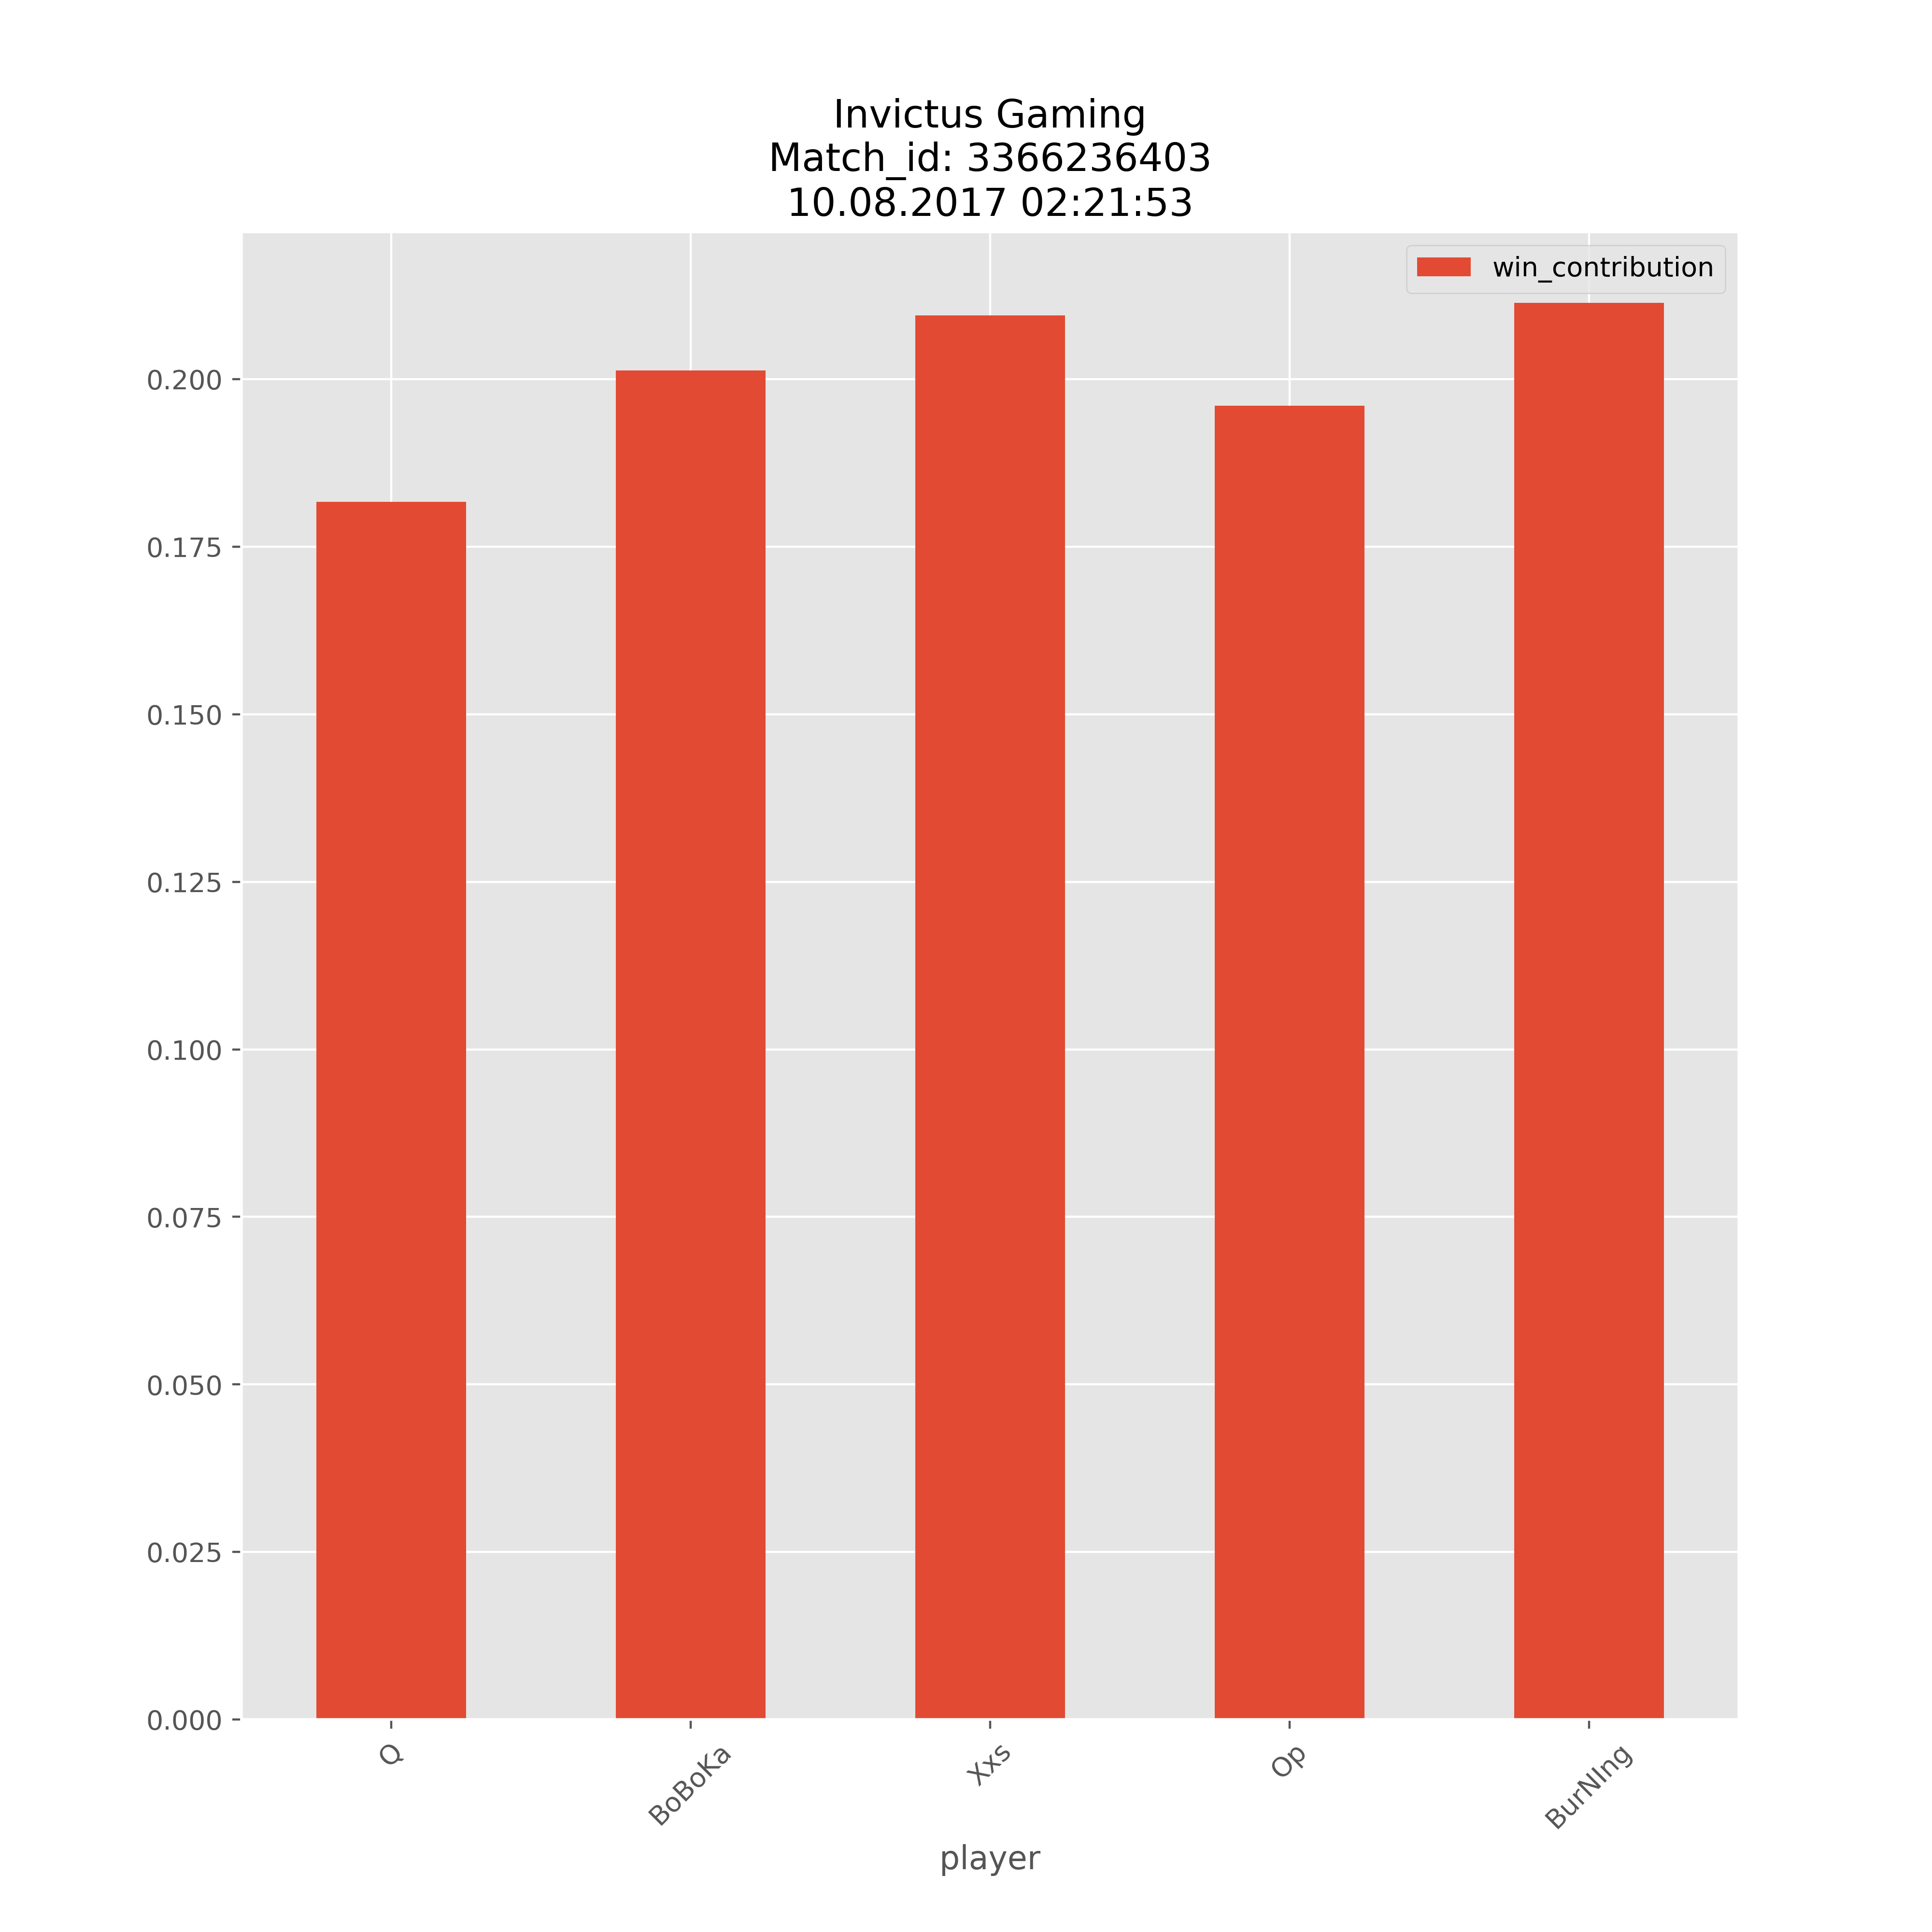 Invictus Gaming
Match_id: 3366236403
10.08.2017 02:21:53
win_contribution
0.200
0.175
0.150
0.125
0.100
0.075
0.050
0.025
0.000
Q
BoBoKa
Xxs
Op
BurNIng
player